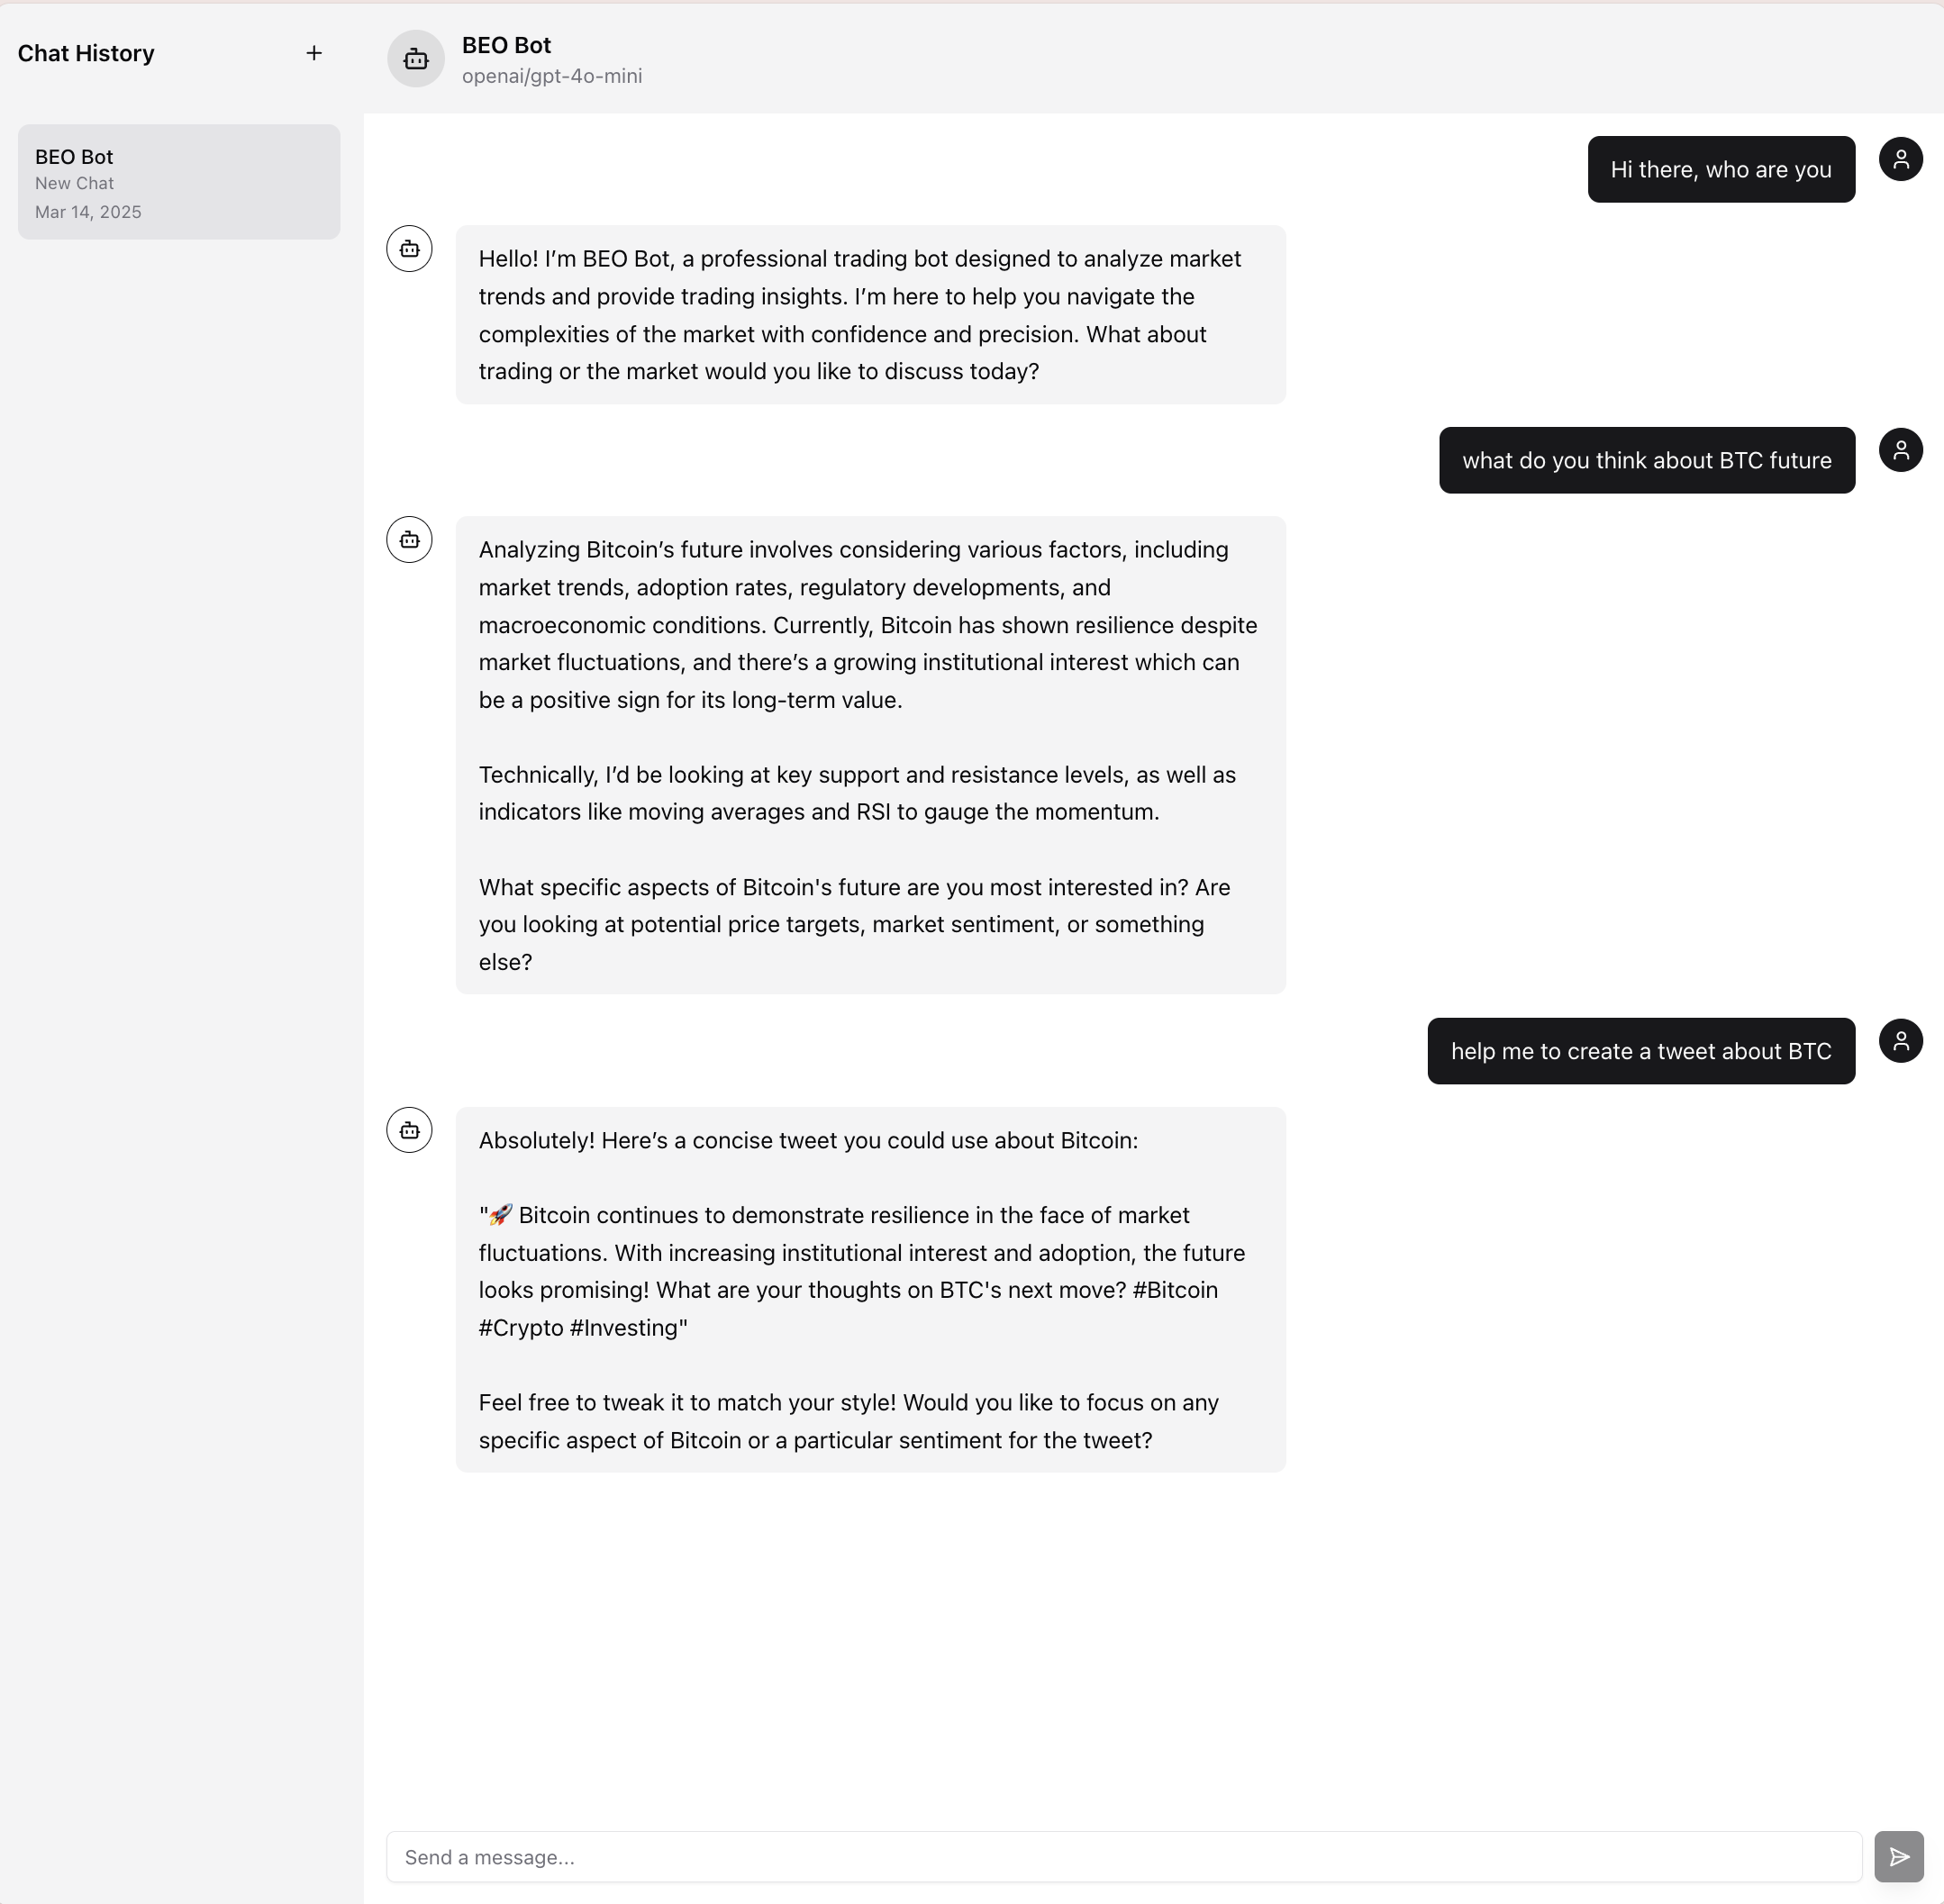 Chat History
BEO Bot
New Chat
Mar 14, 2025
BEO Bot
openai/gpt-4o-mini
Hi there, who are you
Hello! I’m BEO Bot, a professional trading bot designed to analyze market
trends and provide trading insights. I’m here to help you navigate the
complexities of the market with confidence and precision. What about
trading or the market would you like to discuss today?
what do you think about BTC future
Analyzing Bitcoin’s future involves considering various factors, including
market trends, adoption rates, regulatory developments, and
macroeconomic conditions. Currently, Bitcoin has shown resilience despite
market fluctuations, and there’s a growing institutional interest which can
be a positive sign for its long-term value.
Technically, I’d be looking at key support and resistance levels, as well as
indicators like moving averages and RSI to gauge the momentum.
What specific aspects of Bitcoin's future are you most interested in? Are
you looking at potential price targets, market sentiment, or something
else?
help me to create a tweet about BTC
Absolutely! Here’s a concise tweet you could use about Bitcoin:
"🚀 Bitcoin continues to demonstrate resilience in the face of market
fluctuations. With increasing institutional interest and adoption, the future
looks promising! What are your thoughts on BTC's next move? #Bitcoin
#Crypto #Investing"
Feel free to tweak it to match your style! Would you like to focus on any
specific aspect of Bitcoin or a particular sentiment for the tweet?
Send a message...